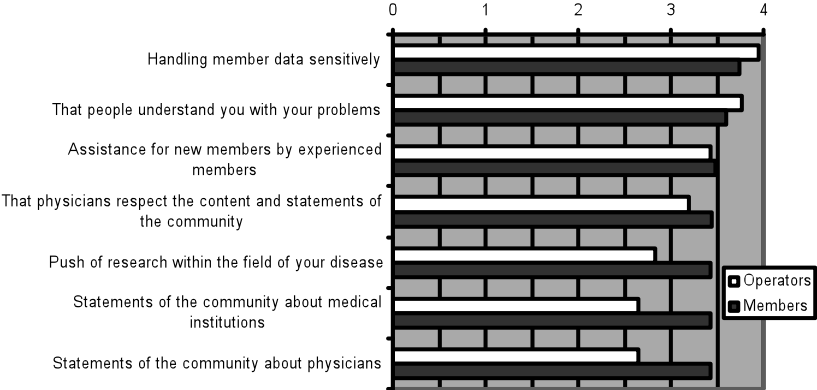 0 1 2 3 4
Handling member data sensitively
That people understand you with your problems
Assistance for new members by experienced
members
That physicians respect the content and statements of
the community
Push of research within the field of your disease
Operators
Statements of the community about medical
institutions
Members
Statements of the community about physicians